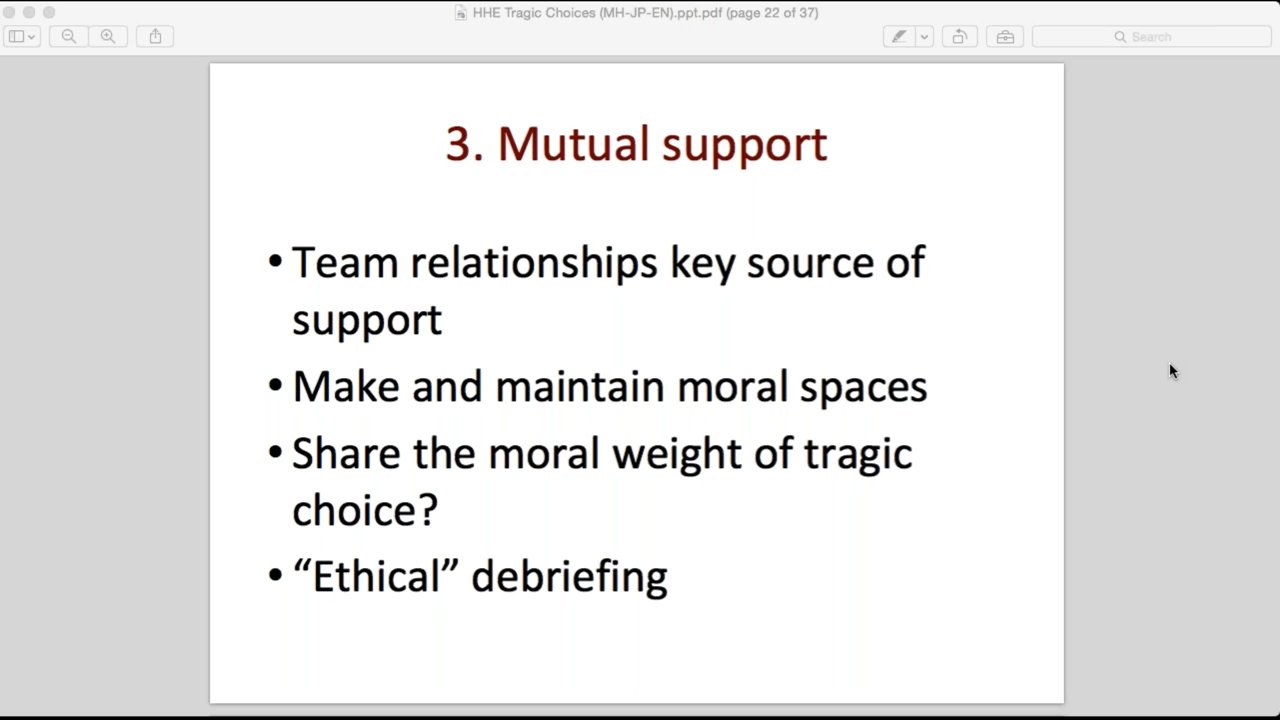 HHE Tragic Choices (MH-JP-EN).ppt.pdf (page 22 of 37)
Search
3. Mutual support
• Team relationships key source of
support
• Make and maintain moral spaces
• Share the moral weight of tragic
choice?
• “Ethical” debriefing